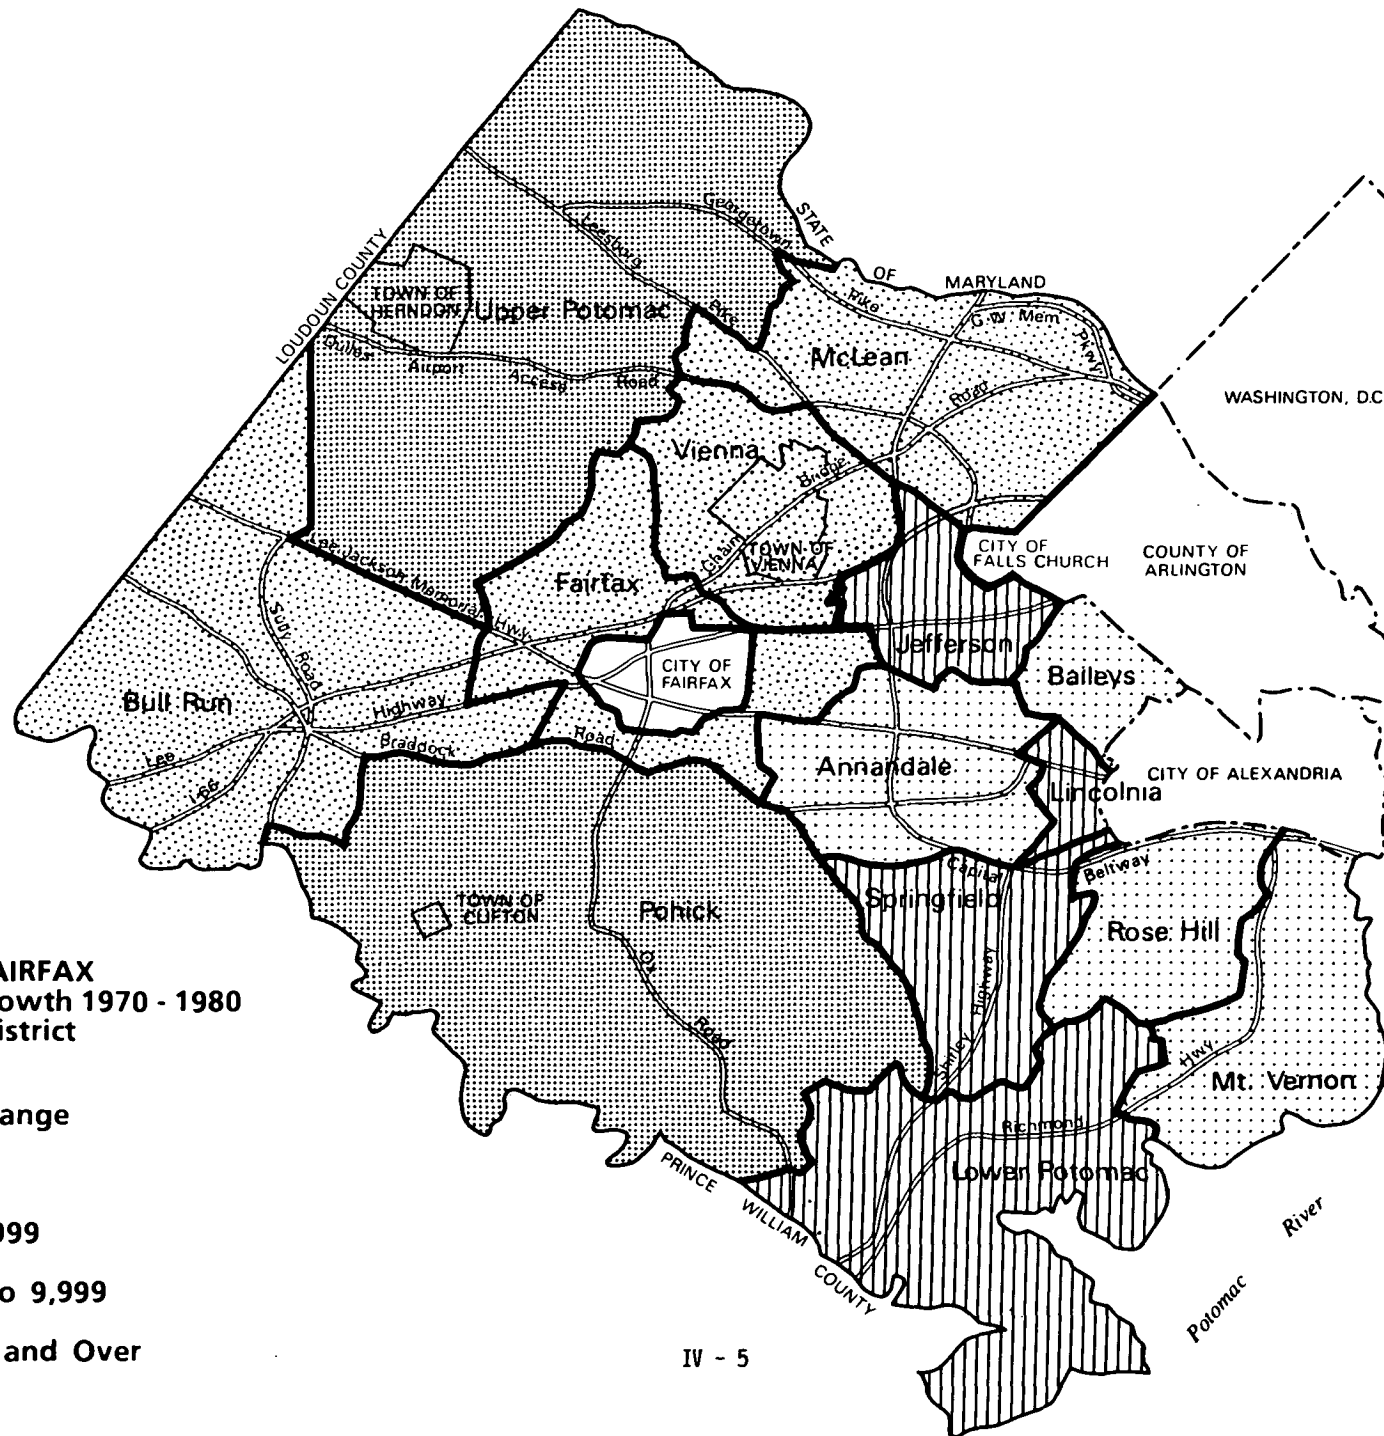 STATE
OF
MARYLAND
Georgetown
Pike
Leesburg
Pike
G.W. Mem.
Pkwy
LOUDOUN COUNTY
TOWN OF
HERNDON
Upper Potomac
Dulles
Airport
Access
Road
McLean
Road
WASHINGTON, D.C
Vienna
Bridge
Chain
TOWN OF
VIENNA
CITY OF
FALLS CHURCH
COUNTY OF
ARLINGTON
Lee Jackson Memorial Hwy.
Fairfax
Jefferson
Baileys
CITY OF
FAIRFAX
Sully
Road
Bull Run
Highway
Lee
I-66
Braddock
Road
Annandale
Lincolnia
CITY OF ALEXANDRIA
Capital
Beltway
Springfield
TOWN OF
CLIFTON
Pohick
Rose Hill
Ox
Road
Shirley
Highway
Hwy.
Mt. Vernon
Richmond
Lower Potomac
PRINCE
WILLIAM
COUNTY
River
Potomac
AIRFAX
owth 1970 - 1980
istrict
ange
999
o 9,999
and Over
IV - 5